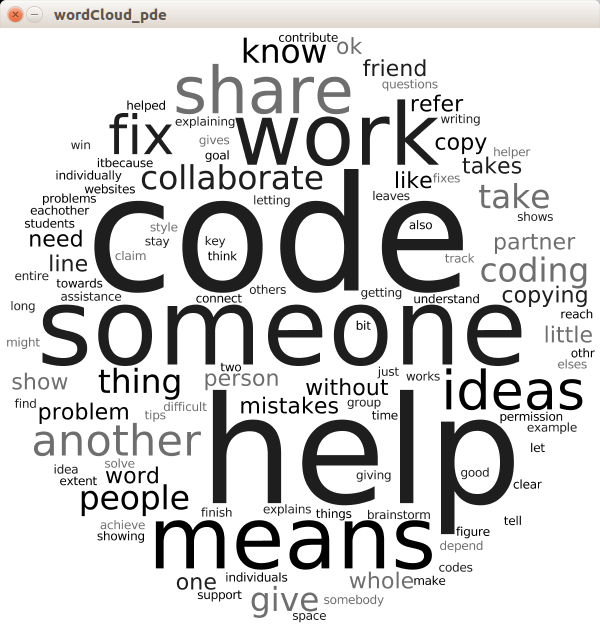 wordCloud_pde
contribute
know
ok
friend
share
questions
helped
refer
fix
explaining
work
writing
win
gives
copy
helper
itbecause
goal
takes
individually
collaborate
like
fixes
websites
problems
letting
leaves
take
eachother
code
shows
students
style
also
need
stay
key
partner
claim
think
track
line
coding
entire
towards
others
getting
copying
assistance
connect
understand
long
someone
bit
reach
little
might
othr
two
elses
show
thing
person
just
works
ideas
without
find
problem
tips
difficult
mistakes
group
time
permission
another
help
example
let
idea
solve
word
giving
good
extent
clear
people
finish
explains
things
brainstorm
tell
achieve
showing
means
figure
depend
one
individuals
whole
make
codes
support
give
somebody
space